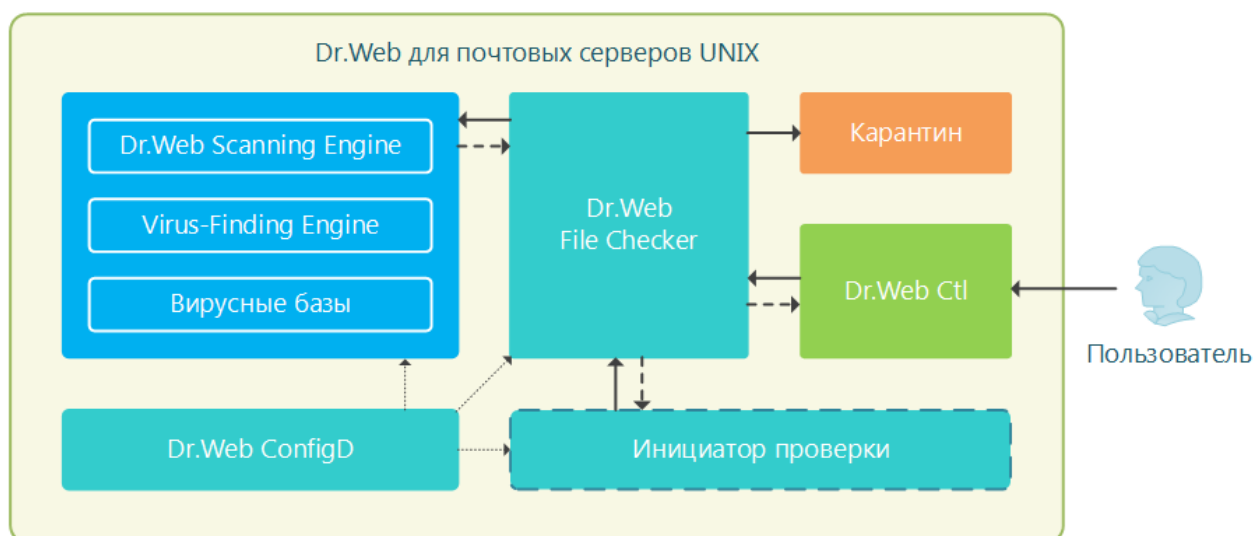 Dr.Web для почтовых серверов UNIX
Dr.Web Scanning Engine
Virus-Finding Engine
Вирусные базы
Dr.Web
File Checker
Карантин
Dr.Web Ctl
Пользователь
Dr.Web ConfigD
Инициатор проверки